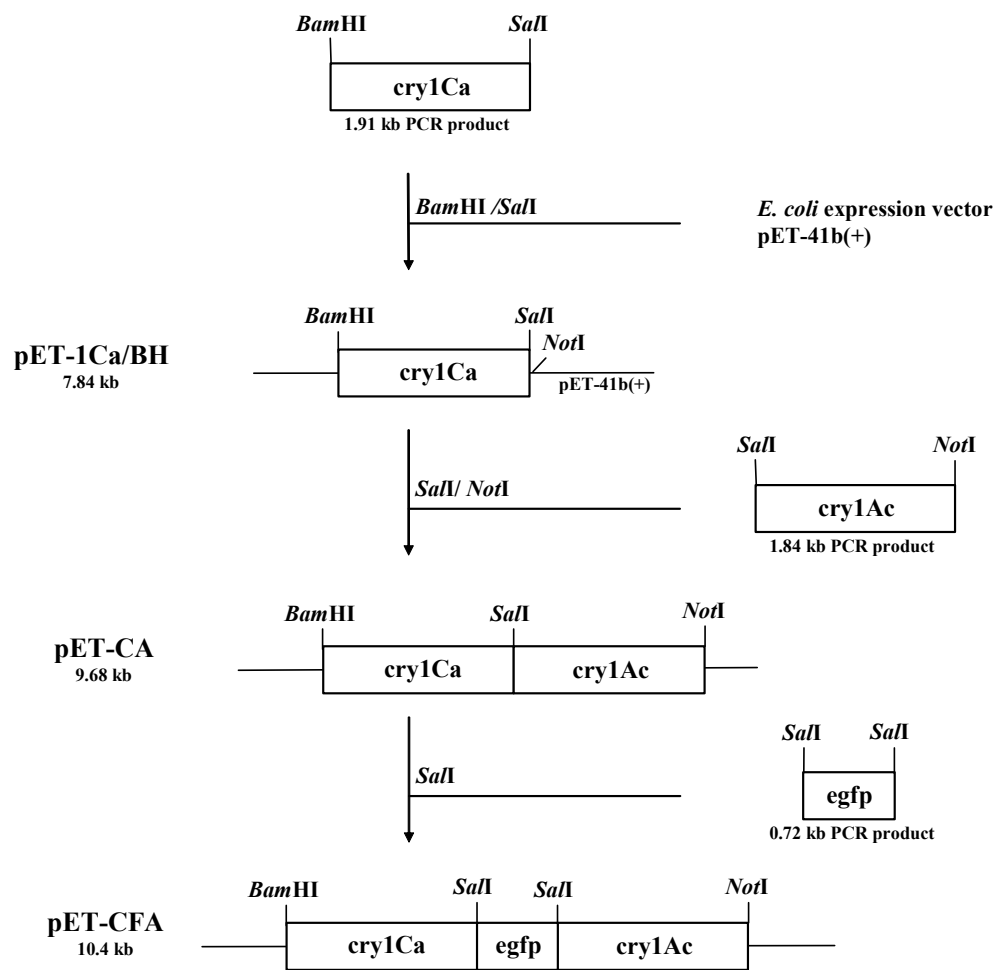 BamHI SalI
cry1Ca
1.91 kb PCR product
BamHI /SalI
E. coli expression vector
pET-41b(+)
BamHI SalI
NotI
pET-1Ca/BH
7.84 kb
cry1Ca
pET-41b(+)
SalI NotI
SalI/ NotI
cry1Ac
1.84 kb PCR product
BamHI SalI NotI
pET-CA
9.68 kb
cry1Ca cry1Ac
SalI SalI
SalI
egfp
0.72 kb PCR product
BamHI SalI SalI NotI
pET-CFA
10.4 kb
cry1Ca egfp cry1Ac